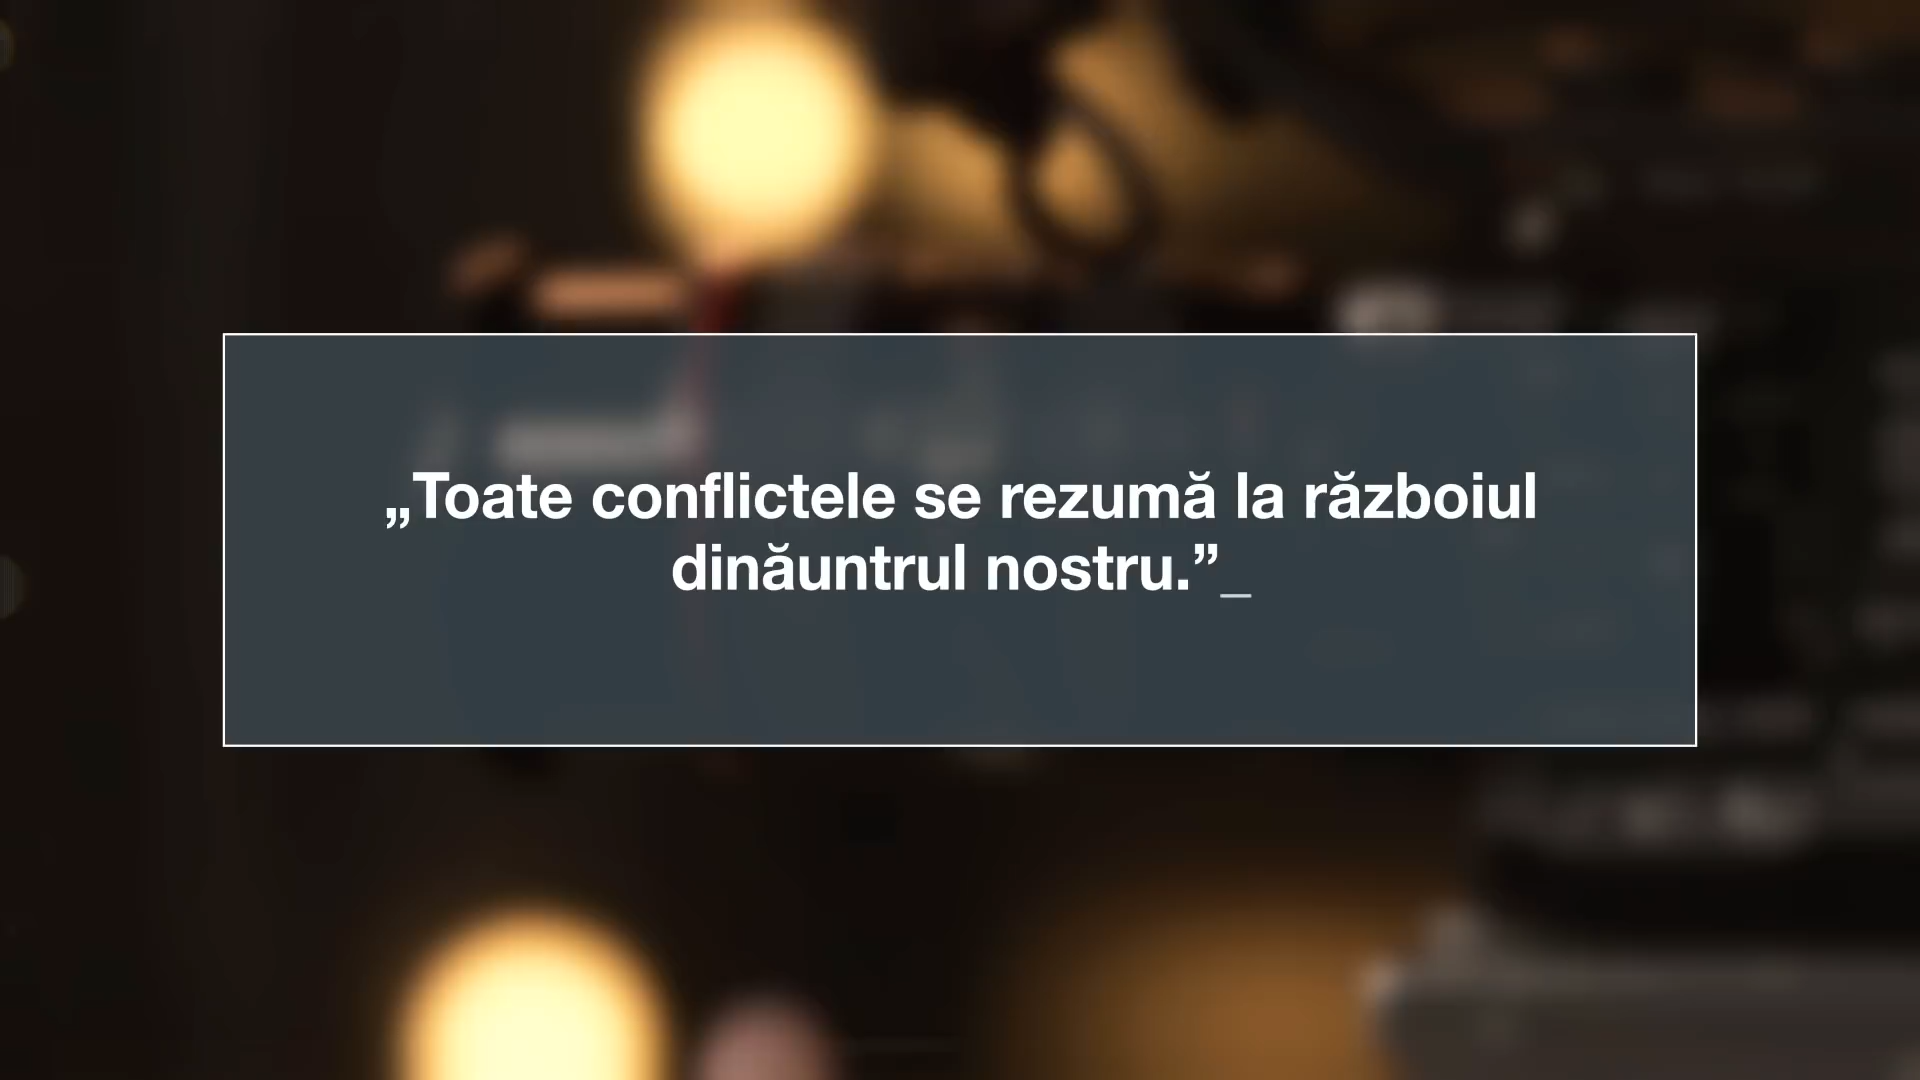 „Toate conflictele se rezumă la războiul
dinăuntrul nostru.”_